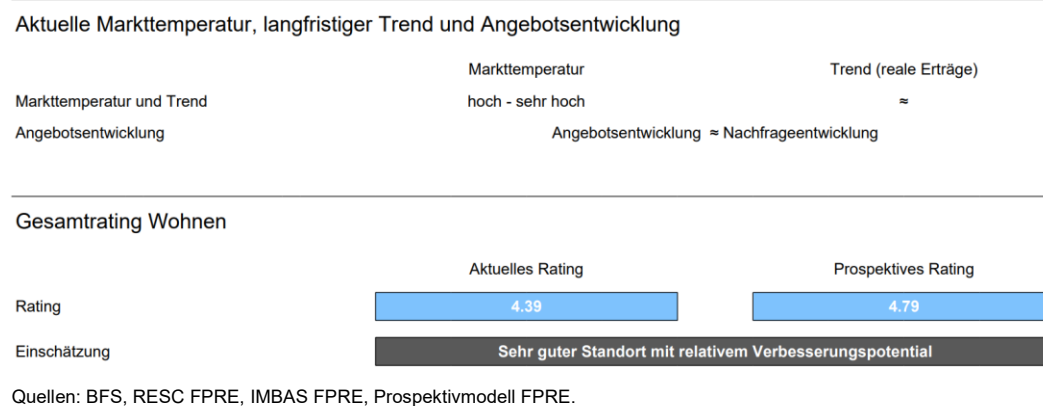 Aktuelle Markttemperatur, langfristiger Trend und Angebotsentwicklung
Markttemperatur Trend (reale Erträge)
Markttemperatur und Trend hoch - sehr hoch ≈
Angebotsentwicklung Angebotsentwicklung ≈ Nachfrageentwicklung
Gesamtrating Wohnen
Aktuelles Rating Prospektives Rating
Rating 4.39 4.79
Einschätzung Sehr guter Standort mit relativem Verbesserungspotential
Quellen: BFS, RESC FPRE, IMBAS FPRE, Prospektivmodell FPRE.